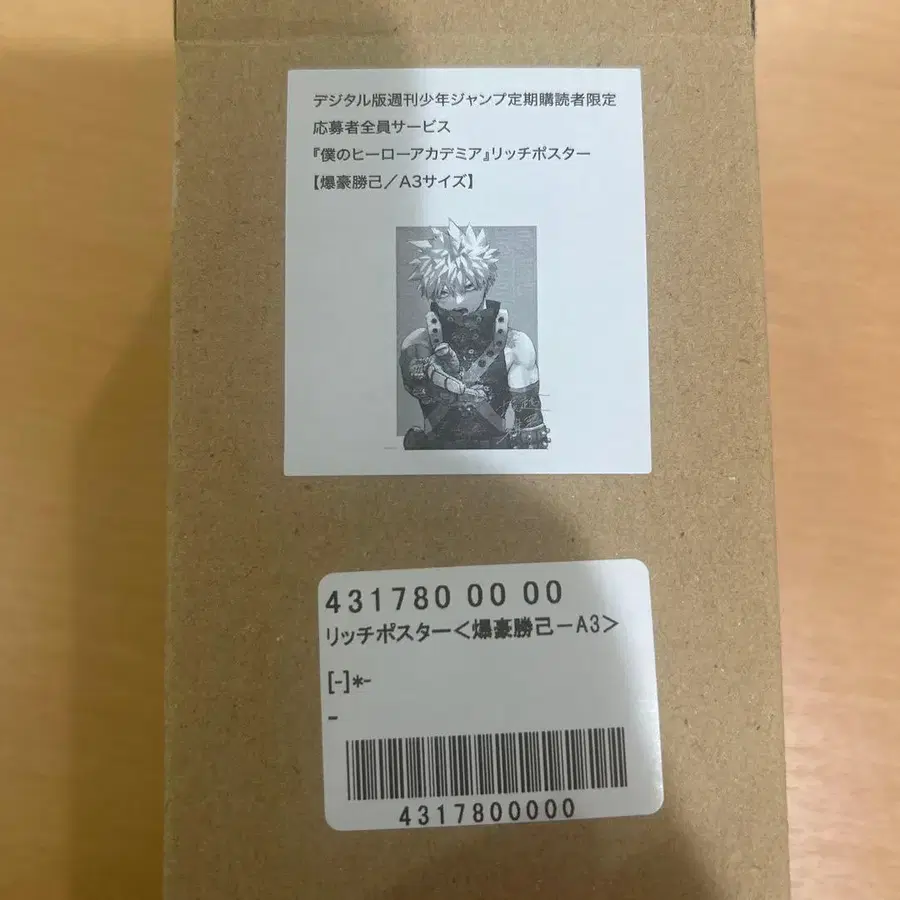 デジタル版週刊少年ジャンプ定期購読者限定
応募者全員サービス
『僕のヒーローアカデミア』リッチポスター
【爆豪勝己／A3サイズ】
431780 00 00
リッチポスター＜爆豪勝己－A3＞
[-]*-
-
4317800000